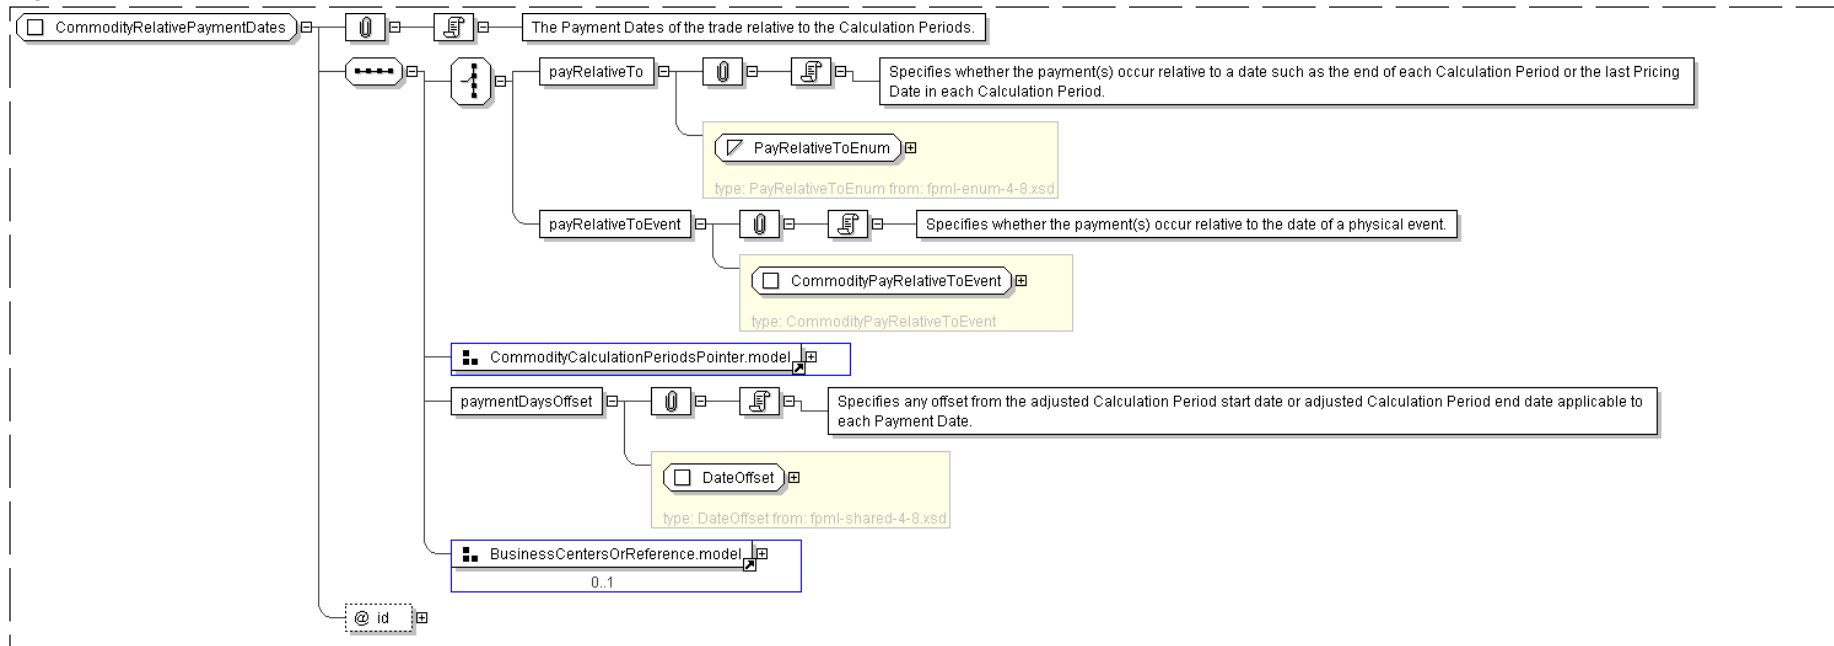 CommodityRelativePaymentDates
The Payment Dates of the trade relative to the Calculation Periods.
payRelativeTo
Specifies whether the payment(s) occur relative to a date such as the end of each Calculation Period or the last Pricing
Date in each Calculation Period.
PayRelativeToEnum
type: PayRelativeToEnum from: fpml-enum-4-8.xsd
payRelativeToEvent
Specifies whether the payment(s) occur relative to the date of a physical event.
CommodityPayRelativeToEvent
type: CommodityPayRelativeToEvent
CommodityCalculationPeriodsPointer.model
paymentDaysOffset
Specifies any offset from the adjusted Calculation Period start date or adjusted Calculation Period end date applicable to
each Payment Date.
DateOffset
type: DateOffset from: fpml-shared-4-8.xsd
BusinessCentersOrReference.model
0..1
@ id